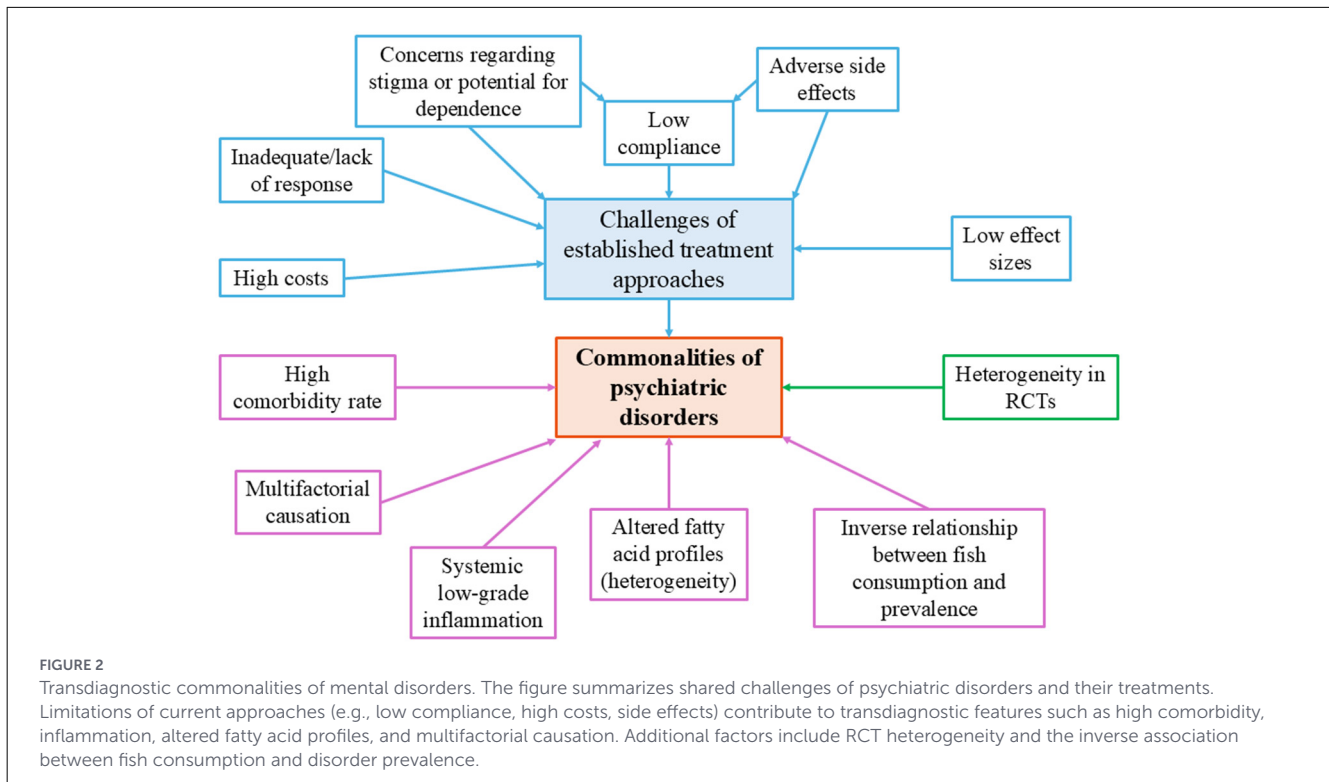 Concerns regarding
stigma or potential for
dependence
Adverse side
effects
Low
compliance
Inadequate/lack
of response
Challenges of
established treatment
approaches
Low effect
sizes
High costs
Commonalities of
psychiatric
disorders
High
comorbidity rate
Heterogeneity in
RCTs
Multifactorial
causation
Systemic
low-grade
inflammation
Altered fatty
acid profiles
(heterogeneity)
Inverse relationship
between fish
consumption and
prevalence
FIGURE 2
Transdiagnostic commonalities of mental disorders. The figure summarizes shared challenges of psychiatric disorders and their treatments.
Limitations of current approaches (e.g., low compliance, high costs, side effects) contribute to transdiagnostic features such as high comorbidity,
inflammation, altered fatty acid profiles, and multifactorial causation. Additional factors include RCT heterogeneity and the inverse association
between fish consumption and disorder prevalence.